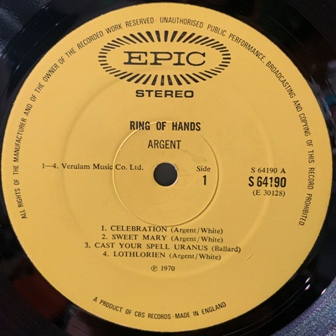 ALL RIGHTS OF THE MANUFACTURER AND OF THE OWNER OF THE RECORDED WORK RESERVED · UNAUTHORISED PUBLIC PERFORMANCE, BROADCASTING AND COPYING OF THIS RECORD PROHIBITED
EPIC
STEREO
RING OF HANDS
ARGENT
1—4. Verulam Music Co. Ltd.
Side
1
S 64190 A
S 64190
(E 30128)
1. CELEBRATION (Argent/White)
2. SWEET MARY (Argent/White)
3. CAST YOUR SPELL URANUS (Ballard)
4. LOTHLORIEN (Argent/White)
℗ 1970
A PRODUCT OF CBS RECORDS · MADE IN ENGLAND